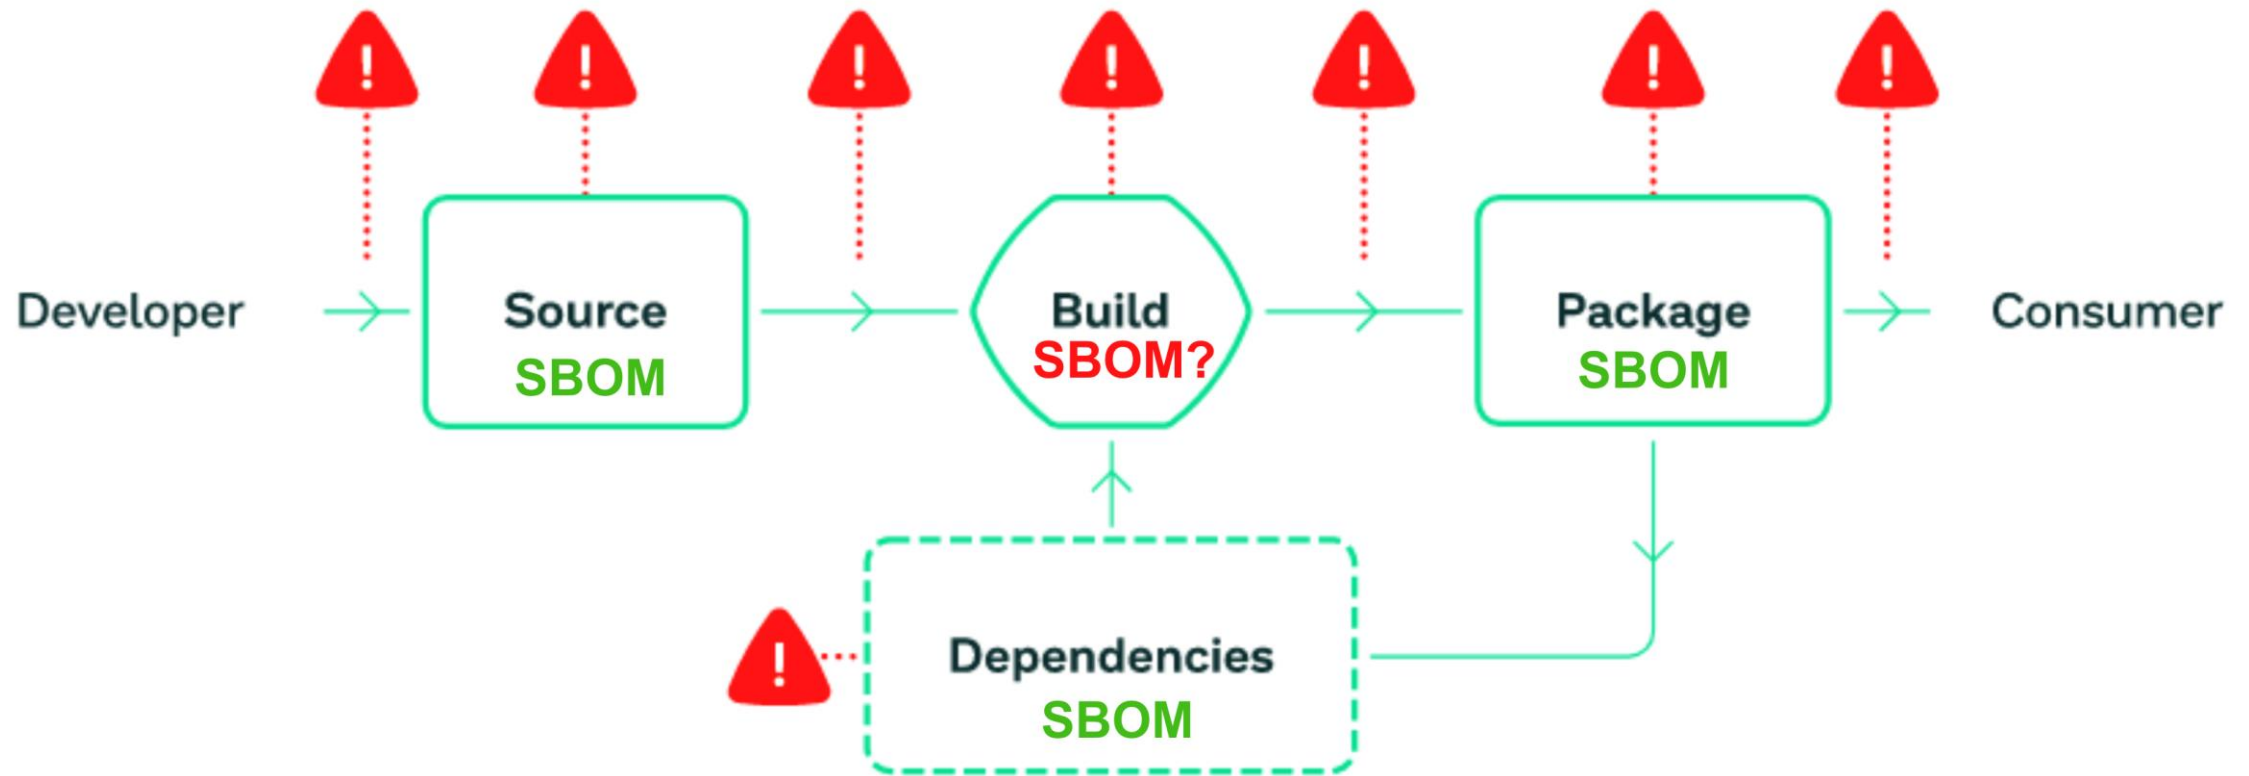 !
!
!
!
!
!
!
Developer
Source
SBOM
Build
SBOM?
Package
SBOM
Consumer
!
Dependencies
SBOM